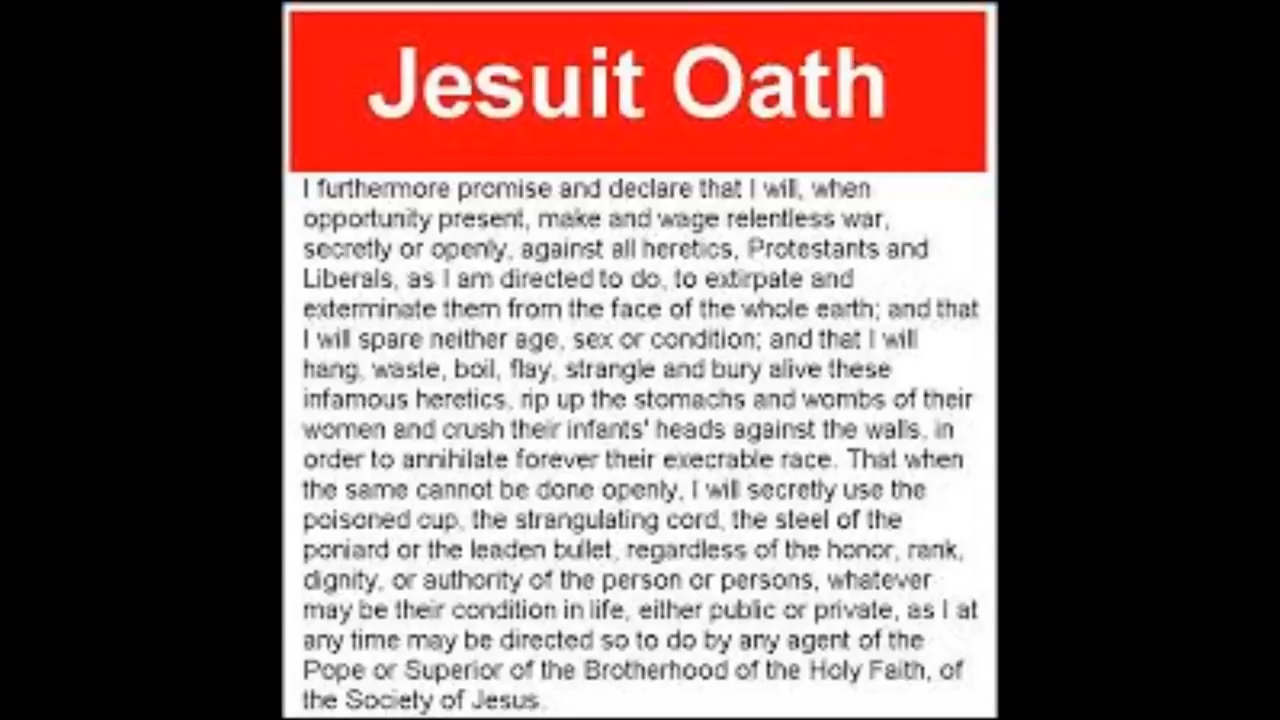 Jesuit Oath
I furthermore promise and declare that I will, when
opportunity present, make and wage relentless war,
secretly or openly, against all heretics, Protestants and
Liberals, as I am directed to do, to extirpate and
exterminate them from the face of the whole earth; and that
I will spare neither age, sex or condition; and that I will
hang, waste, boil, flay, strangle and bury alive these
infamous heretics, rip up the stomachs and wombs of their
women and crush their infants' heads against the walls, in
order to annihilate forever their execrable race. That when
the same cannot be done openly, I will secretly use the
poisoned cup, the strangulating cord, the steel of the
poniard or the leaden bullet, regardless of the honor, rank,
dignity, or authority of the person or persons, whatever
may be their condition in life, either public or private, as I at
any time may be directed so to do by any agent of the
Pope or Superior of the Brotherhood of the Holy Faith, of
the Society of Jesus.